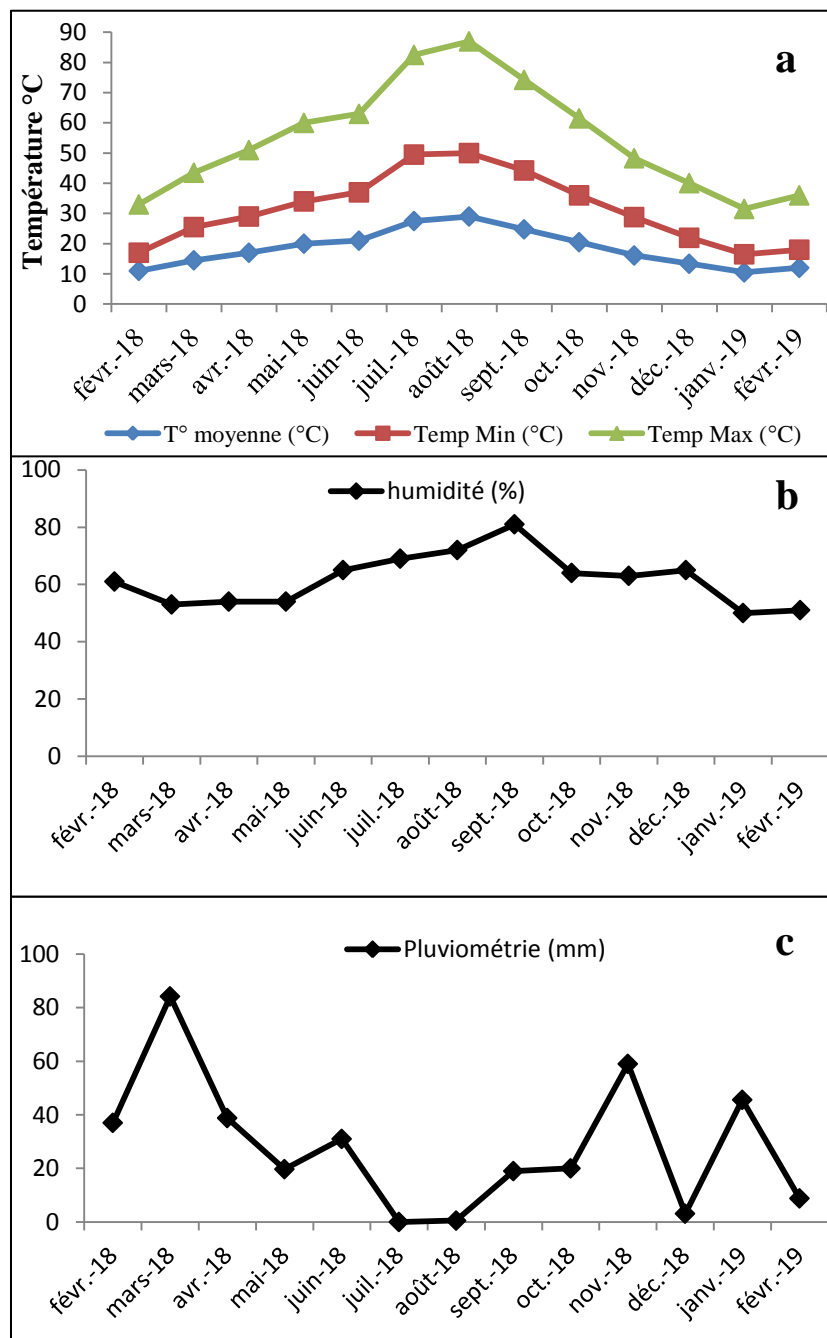 a
Température °C
90
80
70
60
50
40
30
20
10
0
févr.-18 mars-18 avr.-18 mai-18 juin-18 juil.-18 août-18 sept.-18 oct.-18 nov.-18 déc.-18 janv.-19 févr.-19
T° moyenne (°C) Temp Min (°C) Temp Max (°C)
b
humidité (%)
100
80
60
40
20
0
févr.-18 mars-18 avr.-18 mai-18 juin-18 juil.-18 août-18 sept.-18 oct.-18 nov.-18 déc.-18 janv.-19 févr.-19
c
Pluviométrie (mm)
100
80
60
40
20
0
févr.-18 mars-18 avr.-18 mai-18 juin-18 juil.-18 août-18 sept.-18 oct.-18 nov.-18 déc.-18 janv.-19 févr.-19